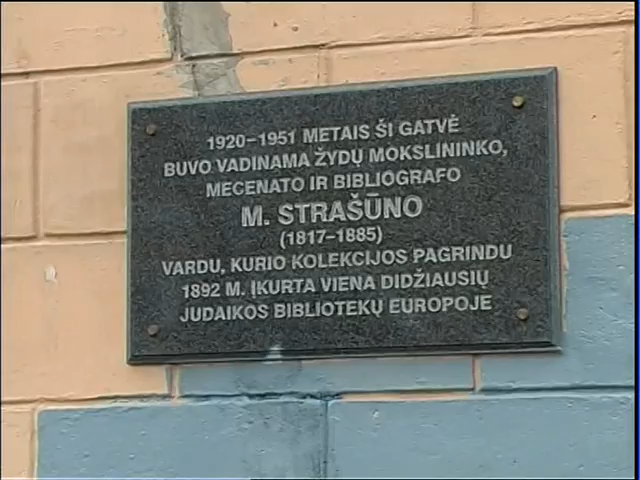 1920–1951 METAIS ŠI GATVĖ
BUVO VADINAMA ŽYDŲ MOKSLININKO,
MECENATO IR BIBLIOGRAFO
M. STRAŠŪNO
(1817–1885)
VARDU, KURIO KOLEKCIJOS PAGRINDU
1892 M. ĮKURTA VIENA DIDŽIAUSIŲ
JUDAIKOS BIBLIOTEKŲ EUROPOJE